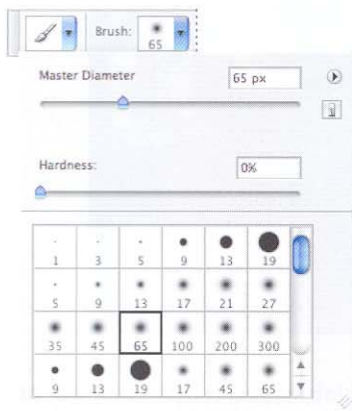 Brush: 65
Master Diameter 65 px
Hardness: 0%
1 3 5 9 13 19
5 9 13 17 21 27
35 45 65 100 200 300
9 13 19 17 45 65